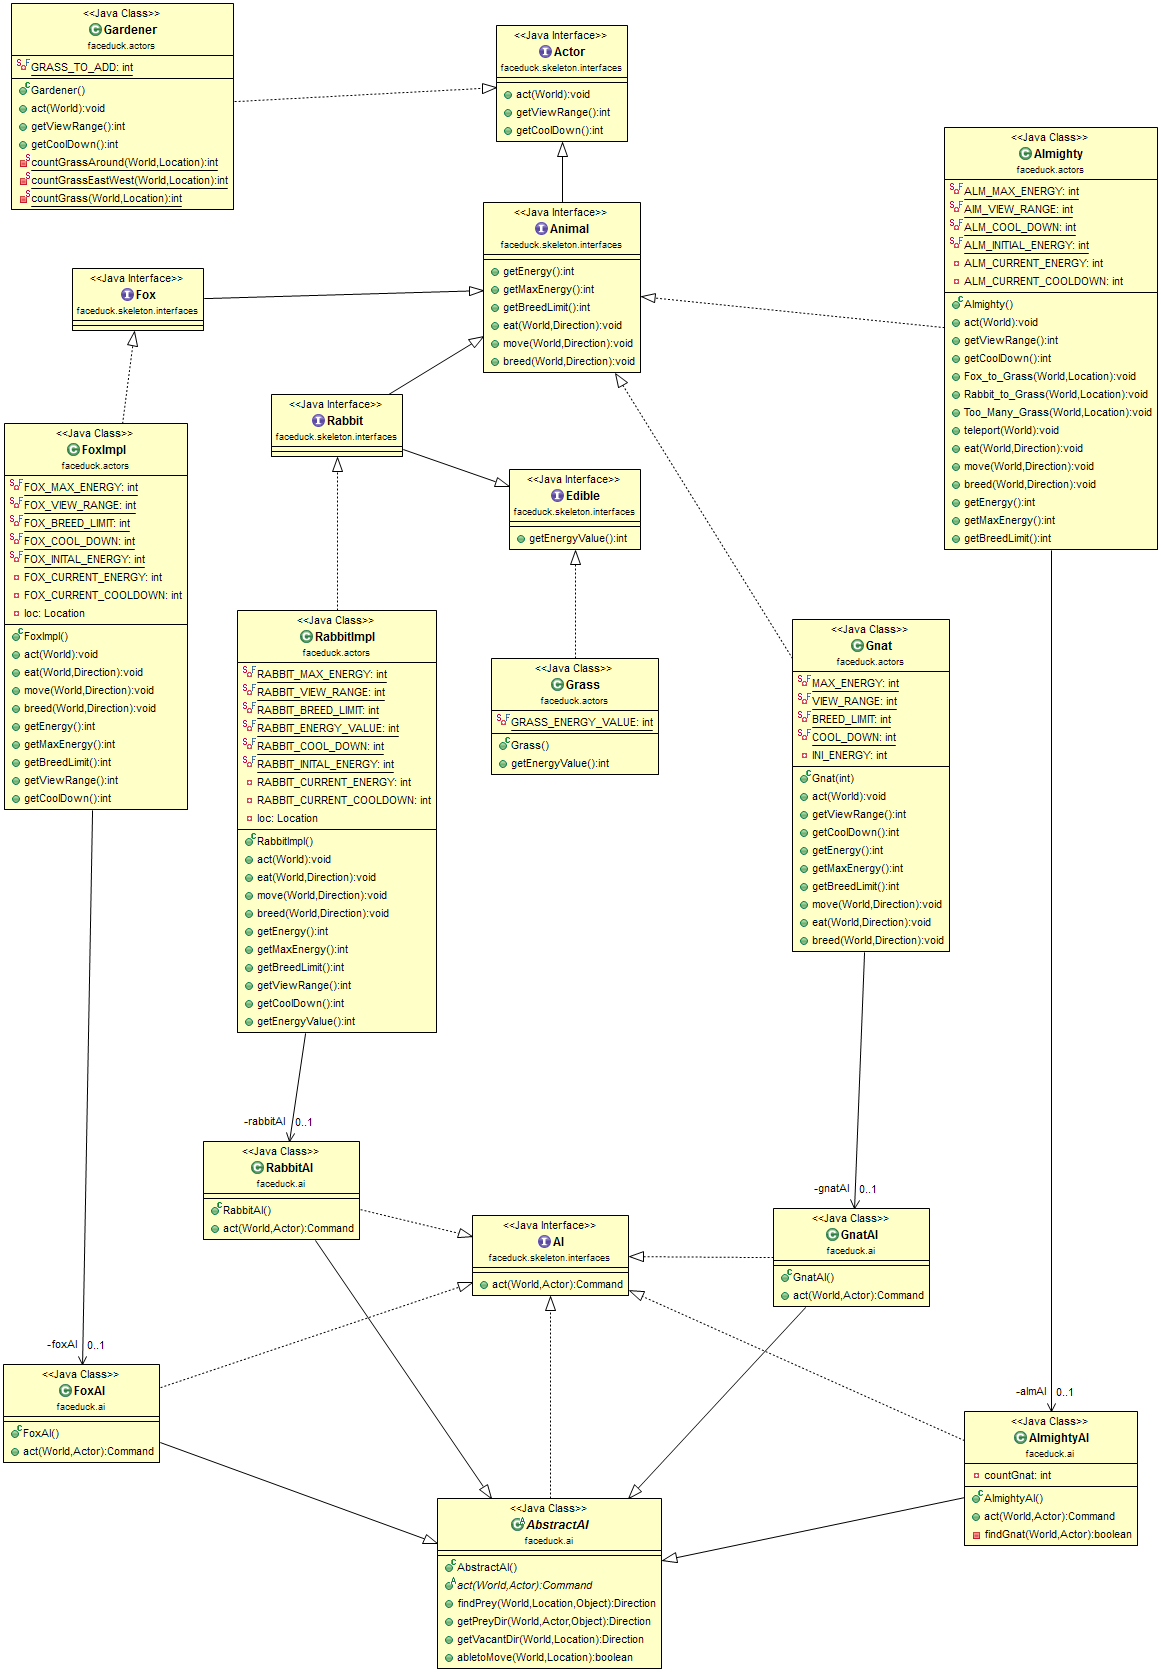 <<Java Class>>
Gardener
faceduck.actors
GRASS_TO_ADD: int
Gardener()
act(World):void
getViewRange():int
getCoolDown():int
countGrassAround(World,Location):int
countGrassEastWest(World,Location):int
countGrass(World,Location):int
<<Java Interface>>
Actor
faceduck.skeleton.interfaces
act(World):void
getViewRange():int
getCoolDown():int
<<Java Class>>
Almighty
faceduck.actors
ALM_MAX_ENERGY: int
AIM_VIEW_RANGE: int
ALM_COOL_DOWN: int
ALM_INITIAL_ENERGY: int
ALM_CURRENT_ENERGY: int
ALM_CURRENT_COOLDOWN: int
Almighty()
act(World):void
getViewRange():int
getCoolDown():int
Fox_to_Grass(World,Location):void
Rabbit_to_Grass(World,Location):void
Too_Many_Grass(World,Location):void
teleport(World):void
eat(World,Direction):void
move(World,Direction):void
breed(World,Direction):void
getEnergy():int
getMaxEnergy():int
getBreedLimit():int
<<Java Interface>>
Animal
faceduck.skeleton.interfaces
getEnergy():int
getMaxEnergy():int
getBreedLimit():int
eat(World,Direction):void
move(World,Direction):void
breed(World,Direction):void
<<Java Interface>>
Fox
faceduck.skeleton.interfaces
<<Java Interface>>
Rabbit
faceduck.skeleton.interfaces
<<Java Class>>
FoxImpl
faceduck.actors
FOX_MAX_ENERGY: int
FOX_VIEW_RANGE: int
FOX_BREED_LIMIT: int
FOX_COOL_DOWN: int
FOX_INITAL_ENERGY: int
FOX_CURRENT_ENERGY: int
FOX_CURRENT_COOLDOWN: int
loc: Location
FoxImpl()
act(World):void
eat(World,Direction):void
move(World,Direction):void
breed(World,Direction):void
getEnergy():int
getMaxEnergy():int
getBreedLimit():int
getViewRange():int
getCoolDown():int
<<Java Interface>>
Edible
faceduck.skeleton.interfaces
getEnergyValue():int
<<Java Class>>
RabbitImpl
faceduck.actors
RABBIT_MAX_ENERGY: int
RABBIT_VIEW_RANGE: int
RABBIT_BREED_LIMIT: int
RABBIT_ENERGY_VALUE: int
RABBIT_COOL_DOWN: int
RABBIT_INITAL_ENERGY: int
RABBIT_CURRENT_ENERGY: int
RABBIT_CURRENT_COOLDOWN: int
loc: Location
RabbitImpl()
act(World):void
eat(World,Direction):void
move(World,Direction):void
breed(World,Direction):void
getEnergy():int
getMaxEnergy():int
getBreedLimit():int
getViewRange():int
getCoolDown():int
getEnergyValue():int
<<Java Class>>
Grass
faceduck.actors
GRASS_ENERGY_VALUE: int
Grass()
getEnergyValue():int
<<Java Class>>
Gnat
faceduck.actors
MAX_ENERGY: int
VIEW_RANGE: int
BREED_LIMIT: int
COOL_DOWN: int
INI_ENERGY: int
Gnat(int)
act(World):void
getViewRange():int
getCoolDown():int
getEnergy():int
getMaxEnergy():int
getBreedLimit():int
move(World,Direction):void
eat(World,Direction):void
breed(World,Direction):void
-rabbitAI 0..1
<<Java Class>>
RabbitAI
faceduck.ai
RabbitAI()
act(World,Actor):Command
-gnatAI 0..1
<<Java Class>>
GnatAI
faceduck.ai
GnatAI()
act(World,Actor):Command
<<Java Interface>>
AI
faceduck.skeleton.interfaces
act(World,Actor):Command
-foxAI 0..1
<<Java Class>>
FoxAI
faceduck.ai
FoxAI()
act(World,Actor):Command
-almAI 0..1
<<Java Class>>
AlmightyAI
faceduck.ai
countGnat: int
AlmightyAI()
act(World,Actor):Command
findGnat(World,Actor):boolean
<<Java Class>>
AbstractAI
faceduck.ai
AbstractAI()
act(World,Actor):Command
findPrey(World,Location,Object):Direction
getPreyDir(World,Actor,Object):Direction
getVacantDir(World,Location):Direction
abletoMove(World,Location):boolean